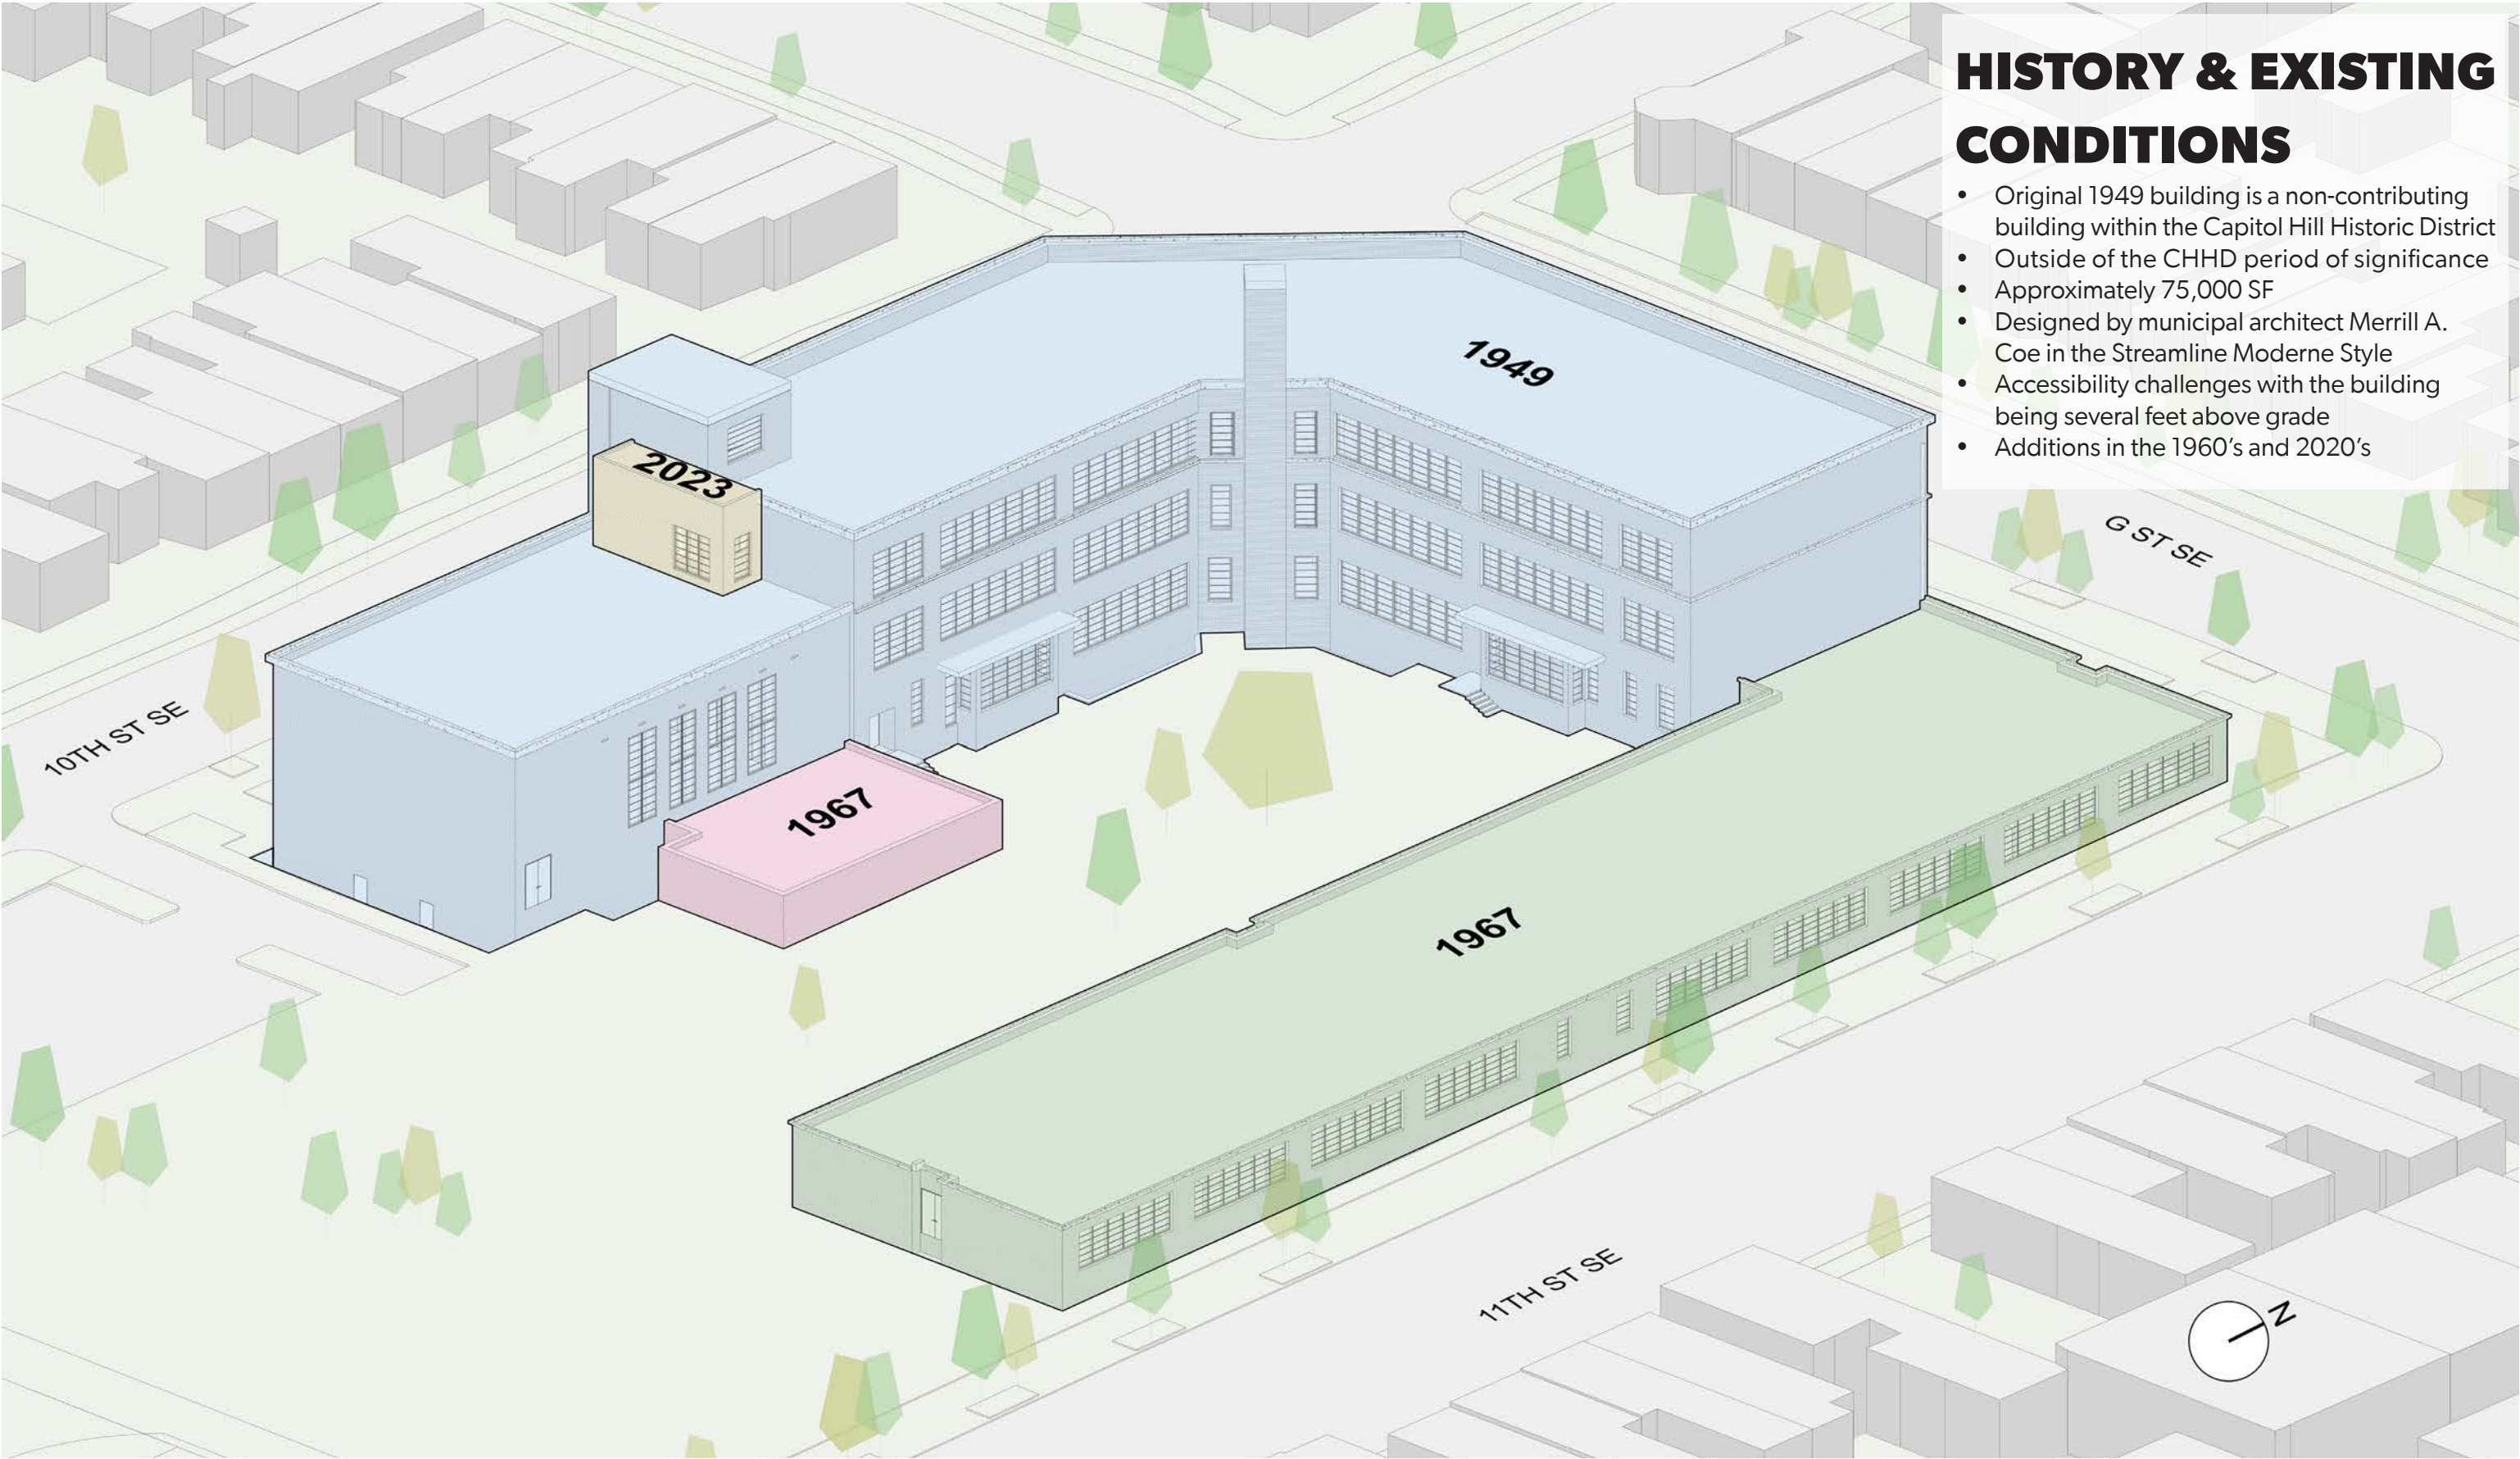 HISTORY & EXISTING
CONDITIONS
• Original 1949 building is a non-contributing
building within the Capitol Hill Historic District
• Outside of the CHHD period of significance
• Approximately 75,000 SF
• Designed by municipal architect Merrill A.
Coe in the Streamline Moderne Style
• Accessibility challenges with the building
being several feet above grade
• Additions in the 1960's and 2020's
1949
2023
G ST SE
10TH ST SE
1967
1967
11TH ST SE
N